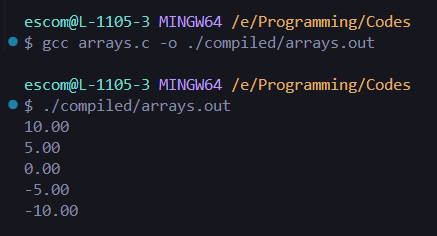 escom@L-1105-3 MINGW64 /e/Programming/Codes
$ gcc arrays.c -o ./compiled/arrays.out
escom@L-1105-3 MINGW64 /e/Programming/Codes
$ ./compiled/arrays.out
10.00
5.00
0.00
-5.00
-10.00